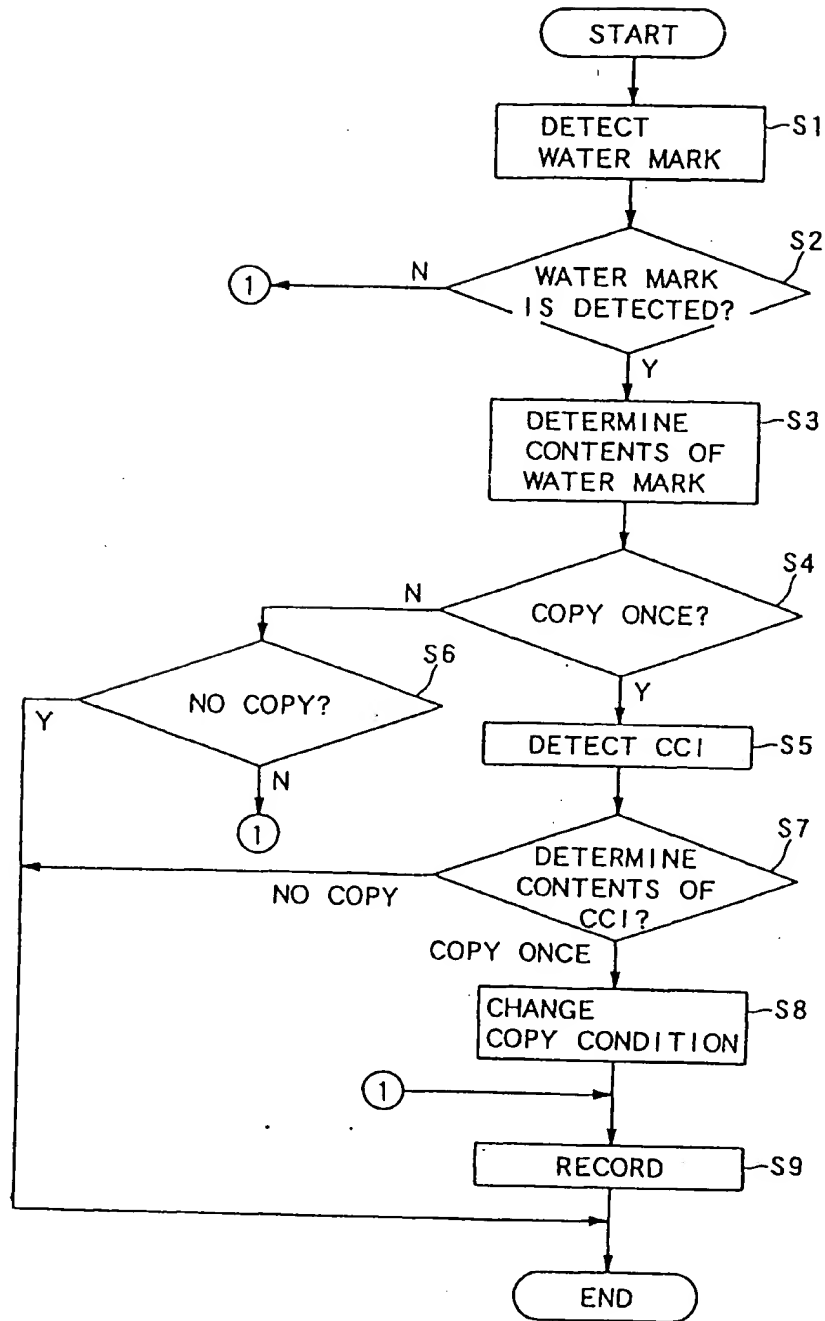 START
DETECT
WATER MARK
S1
S2
N
1
WATER MARK
IS DETECTED?
Y
S3
DETERMINE
CONTENTS OF
WATER MARK
S4
N
COPY ONCE?
S6
Y
NO COPY?
Y
DETECT CCI
S5
N
1
S7
DETERMINE
CONTENTS OF
CCI?
NO COPY
COPY ONCE
CHANGE
COPY CONDITION
S8
1
RECORD
S9
END